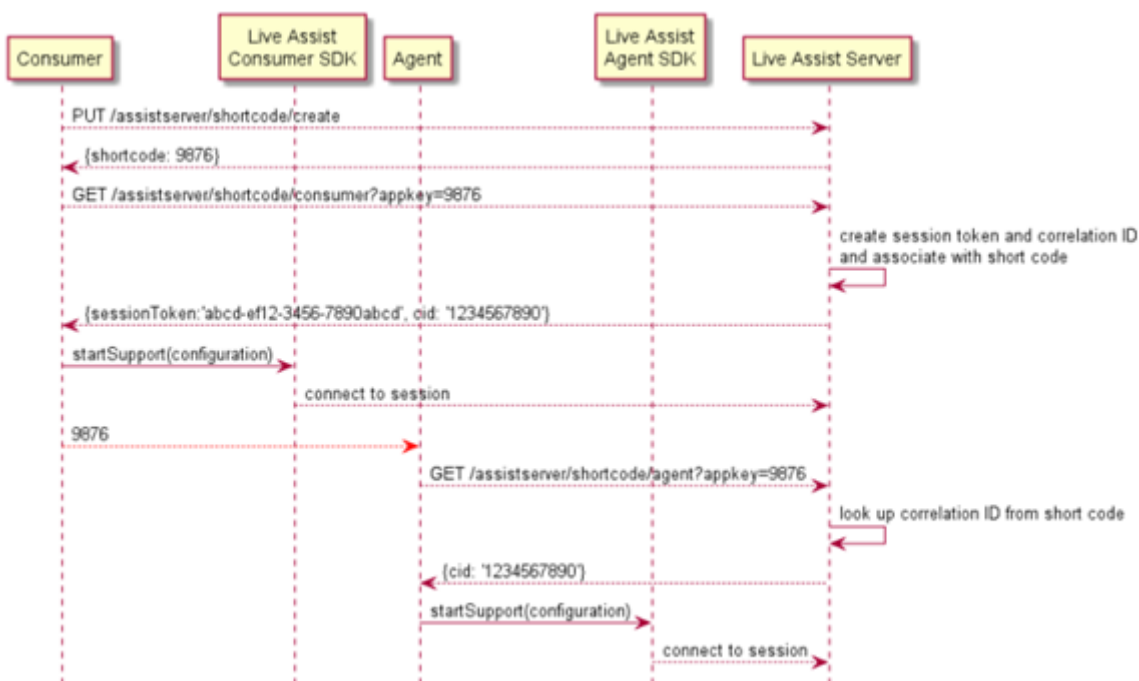 Consumer
Live Assist
Consumer SDK
Agent
Live Assist
Agent SDK
Live Assist Server
PUT /assistserver/shortcode/create
{shortcode: 9876}
GET /assistserver/shortcode/consumer?appkey=9876
create session token and correlation ID
and associate with short code
{sessionToken:'abcd-ef12-3456-7890abcd', cid: '1234567890'}
startSupport(configuration)
connect to session
9876
GET /assistserver/shortcode/agent?appkey=9876
look up correlation ID from short code
{cid: '1234567890'}
startSupport(configuration)
connect to session